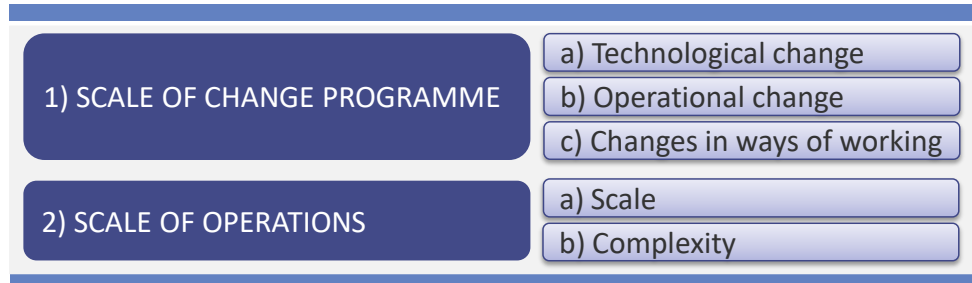 1) SCALE OF CHANGE PROGRAMME
a) Technological change
b) Operational change
c) Changes in ways of working
2) SCALE OF OPERATIONS
a) Scale
b) Complexity